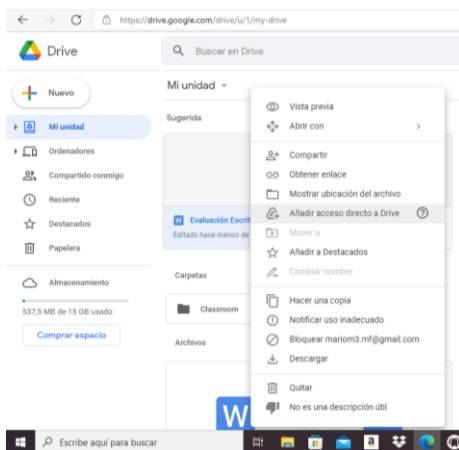 https://drive.google.com/drive/u/1/my-drive
Drive
Buscar en Drive
Nuevo
Mi unidad
Ordenadores
Compartido conmigo
Reciente
Destacados
Papelera
Almacenamiento
537,5 MB de 15 GB usado
Comprar espacio
Mi unidad
Sugerida
W Evaluación Escrit
Editado hace menos de
Carpetas
Classroom
Archivos
W
Vista previa
Abrir con
Compartir
Obtener enlace
Mostrar ubicación del archivo
Añadir acceso directo a Drive
Mover a
Añadir a Destacados
Cambiar nombre
Hacer una copia
Notificar uso inadecuado
Bloquear mariom3.mf@gmail.com
Descargar
Quitar
No es una descripción útil
Escribe aquí para buscar
a